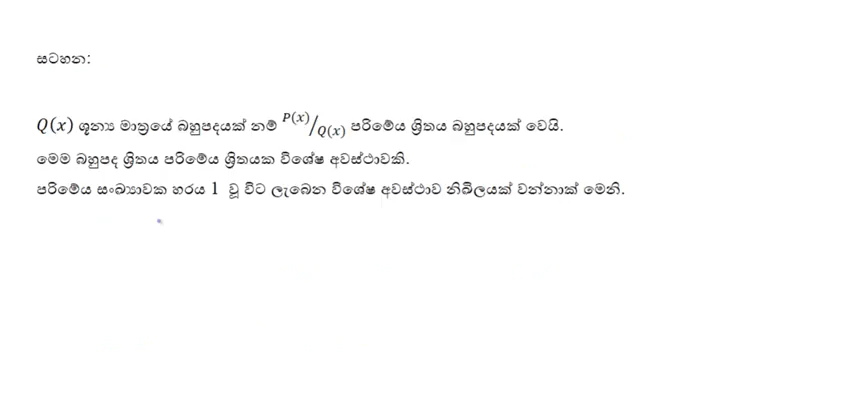 සටහන:
Q(x) ශූන්‍ය මාත්‍රයේ බහුපදයක් නම් P(x)/Q(x) පරිමේය ශ්‍රිතය බහුපදයක් වෙයි.
මෙම බහුපද ශ්‍රිතය පරිමේය ශ්‍රිතයක විශේෂ අවස්ථාවකි.
පරිමේය සංඛ්‍යාවක හරය 1 වූ විට ලැබෙන විශේෂ අවස්ථාව නිඛිලයක් වන්නාක් මෙනි.